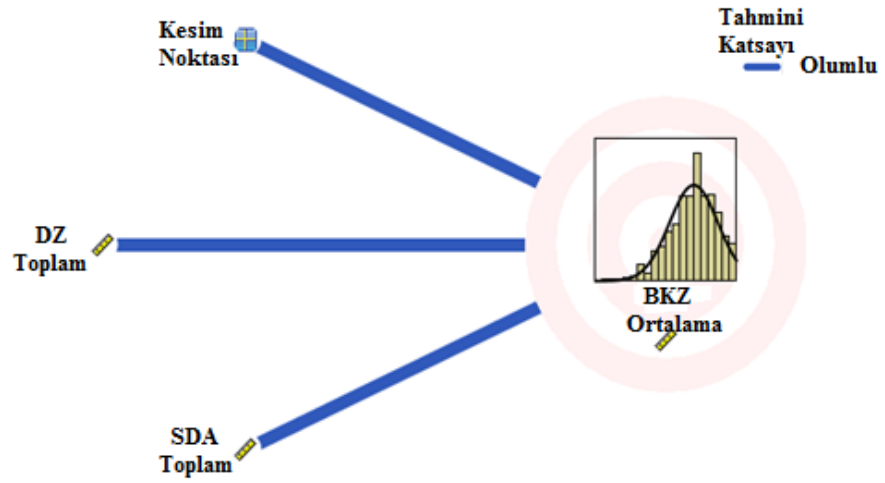 Kesim
Noktası
Tahmini
Katsayı
Olumlu
DZ
Toplam
BKZ
Ortalama
SDA
Toplam